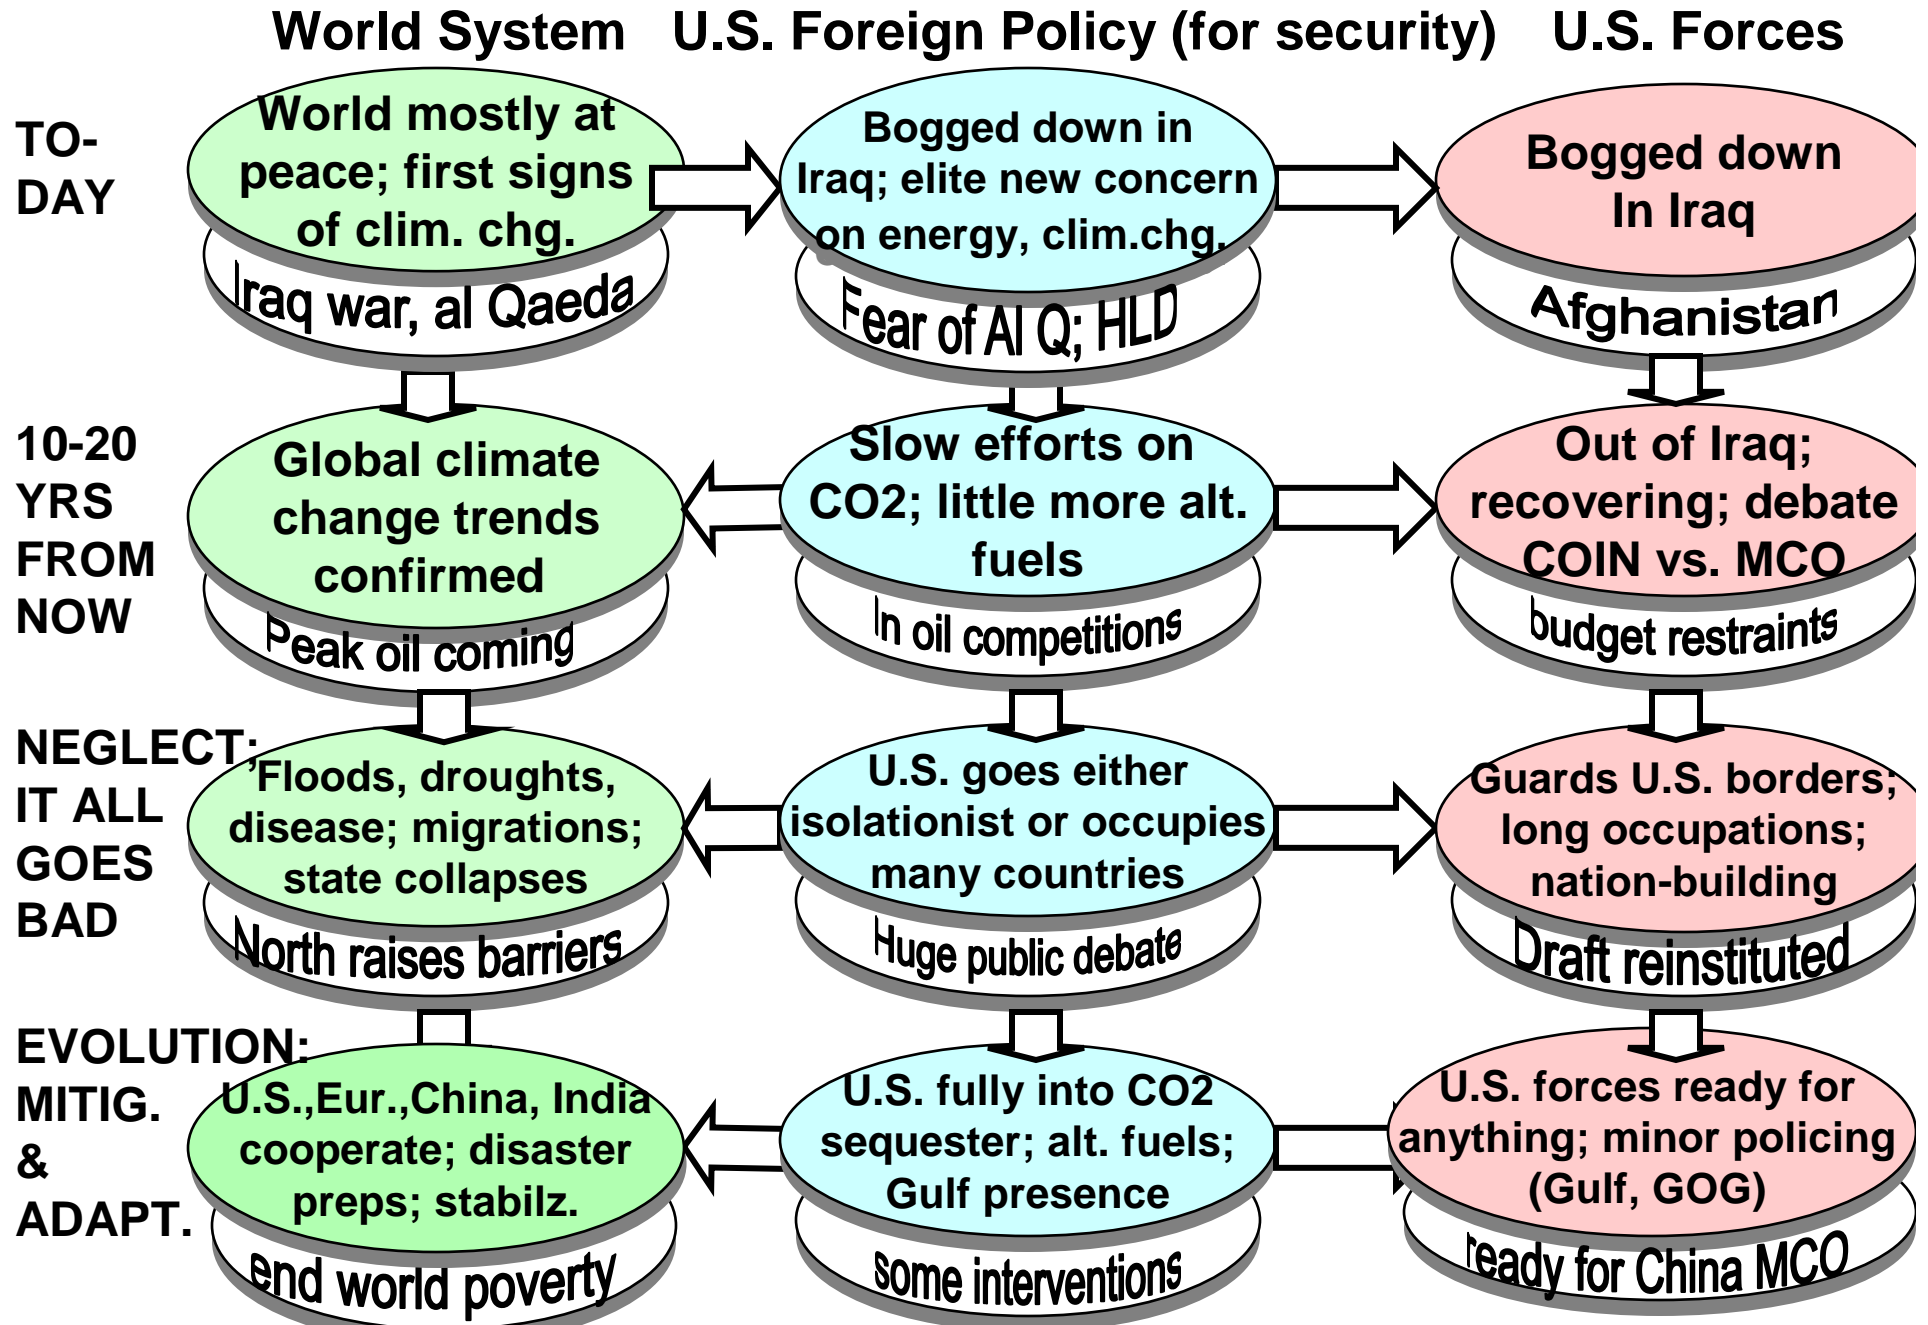 World System
U.S. Foreign Policy (for security)
U.S. Forces
TO-
DAY
World mostly at
peace; first signs
of clim. chg.
Iraq war, al Qaeda
Bogged down in
Iraq; elite new concern
on energy, clim.chg.
Fear of Al Q; HLD
Bogged down
In Iraq
Afghanistan
10-20
YRS
FROM
NOW
Global climate
change trends
confirmed
Peak oil coming
Slow efforts on
CO2; little more alt.
fuels
In oil competitions
Out of Iraq;
recovering; debate
COIN vs. MCO
budget restraints
NEGLECT;
IT ALL
GOES
BAD
Floods, droughts,
disease; migrations;
state collapses
North raises barriers
U.S. goes either
isolationist or occupies
many countries
Huge public debate
Guards U.S. borders;
long occupations;
nation-building
Draft reinstituted
EVOLUTION:
MITIG.
&
ADAPT.
U.S.,Eur.,China, India
cooperate; disaster
preps; stabilz.
end world poverty
U.S. fully into CO2
sequester; alt. fuels;
Gulf presence
some interventions
U.S. forces ready for
anything; minor policing
(Gulf, GOG)
ready for China MCO